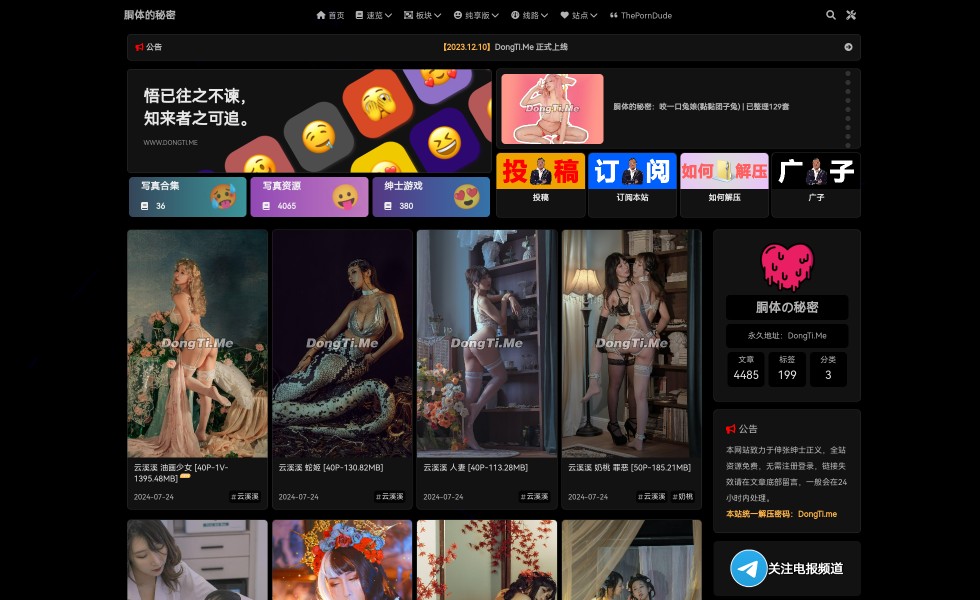 胴体的秘密
首页 速览 板块 纯享版 线路 站点 ThePornDude
公告 【2023.12.10】DongTi.Me 正式上线
悟已往之不谏，
知来者之可追。
WWW.DONGTI.ME
DongTi.Me
胴体的秘密：咬一口兔娘(黏黏团子兔) | 已整理129套
写真合集
36
写真资源
4065
绅士游戏
380
投稿
投稿
订阅
订阅本站
如何解压
如何解压
广子
广子
DongTi.Me
云溪溪 油画少女 [40P-1V-
1395.48MB]
2024-07-24 #云溪溪
DongTi.Me
云溪溪 蛇姬 [40P-130.82MB]
2024-07-24 #云溪溪
DongTi.Me
云溪溪 人妻 [40P-113.28MB]
2024-07-24 #云溪溪
DongTi.Me
云溪溪 奶桃 罪恶 [50P-185.21MB]
2024-07-24 #云溪溪 #奶桃
胴体の秘密
永久地址：DongTi.Me
文章 标签 分类
4485 199 3
公告
本网站致力于伸张绅士正义，全站
资源免费，无需注册登录，链接失
效请在文章底部留言，一般会在24
小时内处理。
本站统一解压密码：DongTi.me
关注电报频道